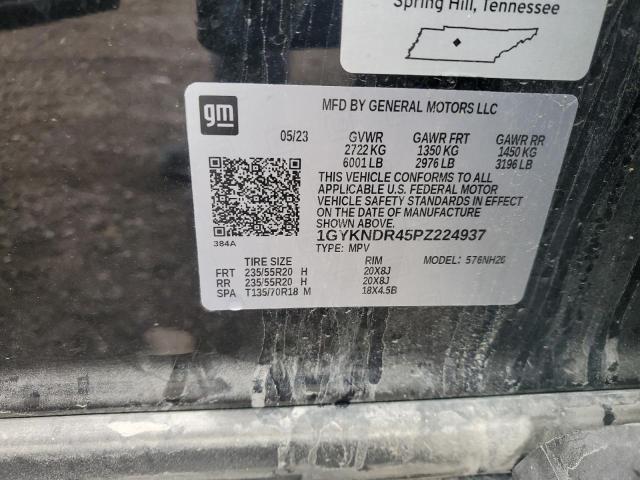 Spring Hill, Tennessee
gm
MFD BY GENERAL MOTORS LLC
05/23 GVWR GAWR FRT GAWR RR
2722 KG 1350 KG 1450 KG
6001 LB 2976 LB 3196 LB
THIS VEHICLE CONFORMS TO ALL
APPLICABLE U.S. FEDERAL MOTOR
VEHICLE SAFETY STANDARDS IN EFFECT
ON THE DATE OF MANUFACTURE
SHOWN ABOVE.
1GYKNDR45PZ224937
384A
TYPE: MPV MODEL: 576NH26
TIRE SIZE RIM
FRT 235/55R20 H 20X8J
RR 235/55R20 H 20X8J
SPA T135/70R18 M 18X4.5B